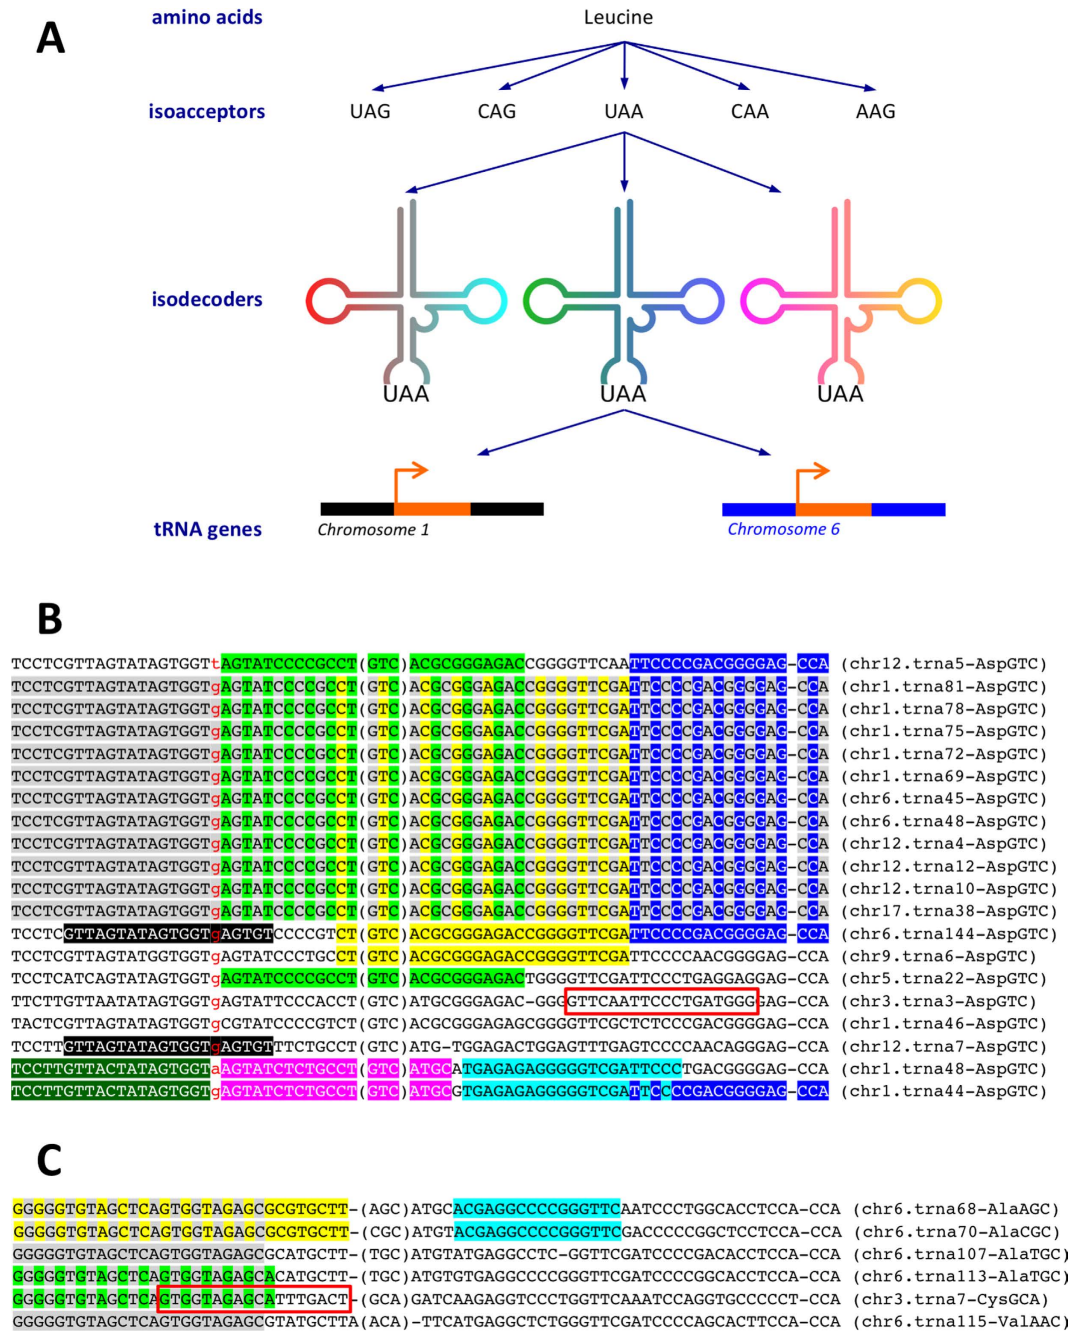 A
amino acids Leucine
isoacceptors UAG CAG UAA CAA AAG
isodecoders
UAA UAA UAA
tRNA genes Chromosome 1 Chromosome 6
B
TCCTCGTTAGTATAGTGGTtAGTATCCCCGCCT(GTC)ACGCGGGAGACCGGGGTTCAATTCCCCGACGGGGAG-CCA (chr12.trna5-AspGTC)
TCCTCGTTAGTATAGTGGTgAGTATCCCCGCCT(GTC)ACGCGGGAGACCGGGGTTCGATTCCCCGACGGGGAG-CCA (chr1.trna81-AspGTC)
TCCTCGTTAGTATAGTGGTgAGTATCCCCGCCT(GTC)ACGCGGGAGACCGGGGTTCGATTCCCCGACGGGGAG-CCA (chr1.trna78-AspGTC)
TCCTCGTTAGTATAGTGGTgAGTATCCCCGCCT(GTC)ACGCGGGAGACCGGGGTTCGATTCCCCGACGGGGAG-CCA (chr1.trna75-AspGTC)
TCCTCGTTAGTATAGTGGTgAGTATCCCCGCCT(GTC)ACGCGGGAGACCGGGGTTCGATTCCCCGACGGGGAG-CCA (chr1.trna72-AspGTC)
TCCTCGTTAGTATAGTGGTgAGTATCCCCGCCT(GTC)ACGCGGGAGACCGGGGTTCGATTCCCCGACGGGGAG-CCA (chr1.trna69-AspGTC)
TCCTCGTTAGTATAGTGGTgAGTATCCCCGCCT(GTC)ACGCGGGAGACCGGGGTTCGATTCCCCGACGGGGAG-CCA (chr6.trna45-AspGTC)
TCCTCGTTAGTATAGTGGTgAGTATCCCCGCCT(GTC)ACGCGGGAGACCGGGGTTCGATTCCCCGACGGGGAG-CCA (chr6.trna48-AspGTC)
TCCTCGTTAGTATAGTGGTgAGTATCCCCGCCT(GTC)ACGCGGGAGACCGGGGTTCGATTCCCCGACGGGGAG-CCA (chr12.trna4-AspGTC)
TCCTCGTTAGTATAGTGGTgAGTATCCCCGCCT(GTC)ACGCGGGAGACCGGGGTTCGATTCCCCGACGGGGAG-CCA (chr12.trna12-AspGTC)
TCCTCGTTAGTATAGTGGTgAGTATCCCCGCCT(GTC)ACGCGGGAGACCGGGGTTCGATTCCCCGACGGGGAG-CCA (chr12.trna10-AspGTC)
TCCTCGTTAGTATAGTGGTgAGTATCCCCGCCT(GTC)ACGCGGGAGACCGGGGTTCGATTCCCCGACGGGGAG-CCA (chr17.trna38-AspGTC)
TCCTCGTTAGTATAGTGGTgAGTGTCCCCGTCT(GTC)ACGCGGGAGACCGGGGTTCGATTCCCCGACGGGGAG-CCA (chr6.trna144-AspGTC)
TCCTCGTTAGTATGGTGGTgAGTATCCCTGCCT(GTC)ACGCGGGAGACCGGGGTTCGATTCCCCAACGGGGAG-CCA (chr9.trna6-AspGTC)
TCCTCATCAGTATAGTGGTgAGTATCCCCGCCT(GTC)ACGCGGGAGACTGGGGTTCGATTCCCTGAGGAGGAG-CCA (chr5.trna22-AspGTC)
TTCTTGTTAATATAGTGGTgAGTATTCCCACCT(GTC)ATGCGGGAGAC-GGGGTTCAATTCCCTGATGGGGAG-CCA (chr3.trna3-AspGTC)
TACTCGTTAGTATAGTGGTgCGTATCCCCGTCT(GTC)ACGCGGGAGAGCGGGGTTCGCTCTCCCGACGGGGAG-CCA (chr1.trna46-AspGTC)
TCCTTGTTAGTATAGTGGTgAGTGTTTCTGCCT(GTC)ATG-TGGAGACTGGAGTTTGAGTCCCCAACAGGGAG-CCA (chr12.trna7-AspGTC)
TCCTTGTTACTATAGTGGTaAGTATCTCTGCCT(GTC)ATGCATGAGAGAGGGGGTCGATTCCCTGACGGGGAG-CCA (chr1.trna48-AspGTC)
TCCTTGTTACTATAGTGGTgAGTATCTCTGCCT(GTC)ATGCGTGAGAGAGGGGGTCGATTCCCCGACGGGGAG-CCA (chr1.trna44-AspGTC)
C
GGGGGTGTAGCTCAGTGGTAGAGCGCGTGCTT-(AGC)ATGCACGAGGCCCCGGGTTCAATCCCTGGCACCTCCA-CCA (chr6.trna68-AlaAGC)
GGGGGTGTAGCTCAGTGGTAGAGCGCGTGCTT-(CGC)ATGTACGAGGCCCCGGGTTCGACCCCCGGCTCCTCCA-CCA (chr6.trna70-AlaCGC)
GGGGGTGTAGCTCAGTGGTAGAGCGCATGCTT-(TGC)ATGTATGAGGCCTC-GGTTCGATCCCCGACACCTCCA-CCA (chr6.trna107-AlaTGC)
GGGGGTGTAGCTCAGTGGTAGAGCACATGCTT-(TGC)ATGTGTGAGGCCCCGGGTTCGATCCCCGGCACCTCCA-CCA (chr6.trna113-AlaTGC)
GGGGGTGTAGCTCAGTGGTAGAGCATTTGACT-(GCA)GATCAAGAGGTCCCTGGTTCAAATCCAGGTGCCCCCT-CCA (chr3.trna7-CysGCA)
GGGGGTGTAGCTCAGTGGTAGAGCGTATGCTTA(ACA)-TTCATGAGGCTCTGGGTTCGATCCCCAGCACTTCCA-CCA (chr6.trna115-ValAAC)